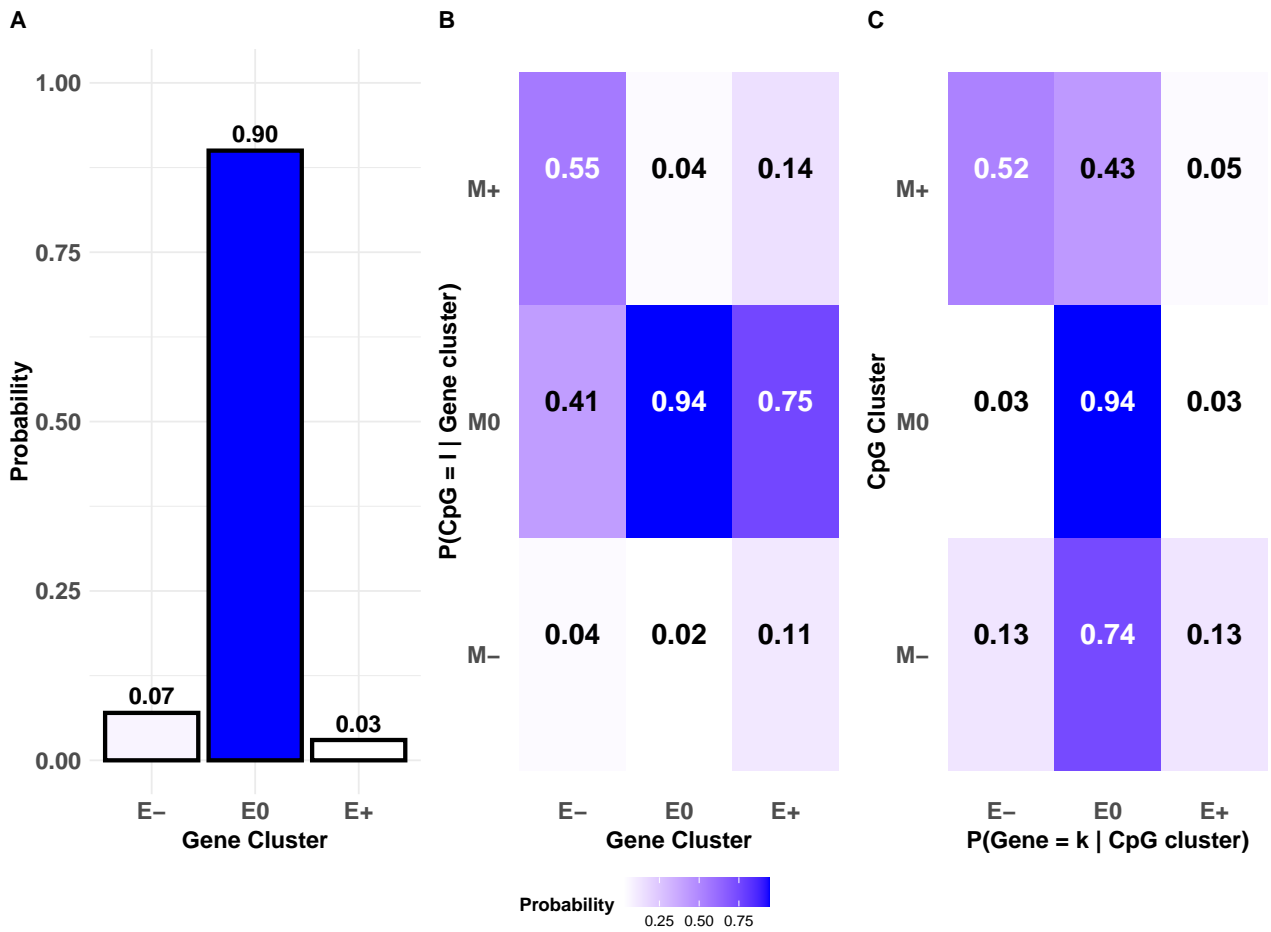 A
B
C
1.00
0.75
0.50
0.25
0.00
Probability
0.07
0.90
0.03
E−
E0
E+
Gene Cluster
P(CpG = l | Gene cluster)
M+
M0
M−
0.55 0.04 0.14
0.41 0.94 0.75
0.04 0.02 0.11
E− E0 E+
Gene Cluster
CpG Cluster
M+
M0
M−
0.52 0.43 0.05
0.03 0.94 0.03
0.13 0.74 0.13
E− E0 E+
P(Gene = k | CpG cluster)
Probability
0.25 0.50 0.75